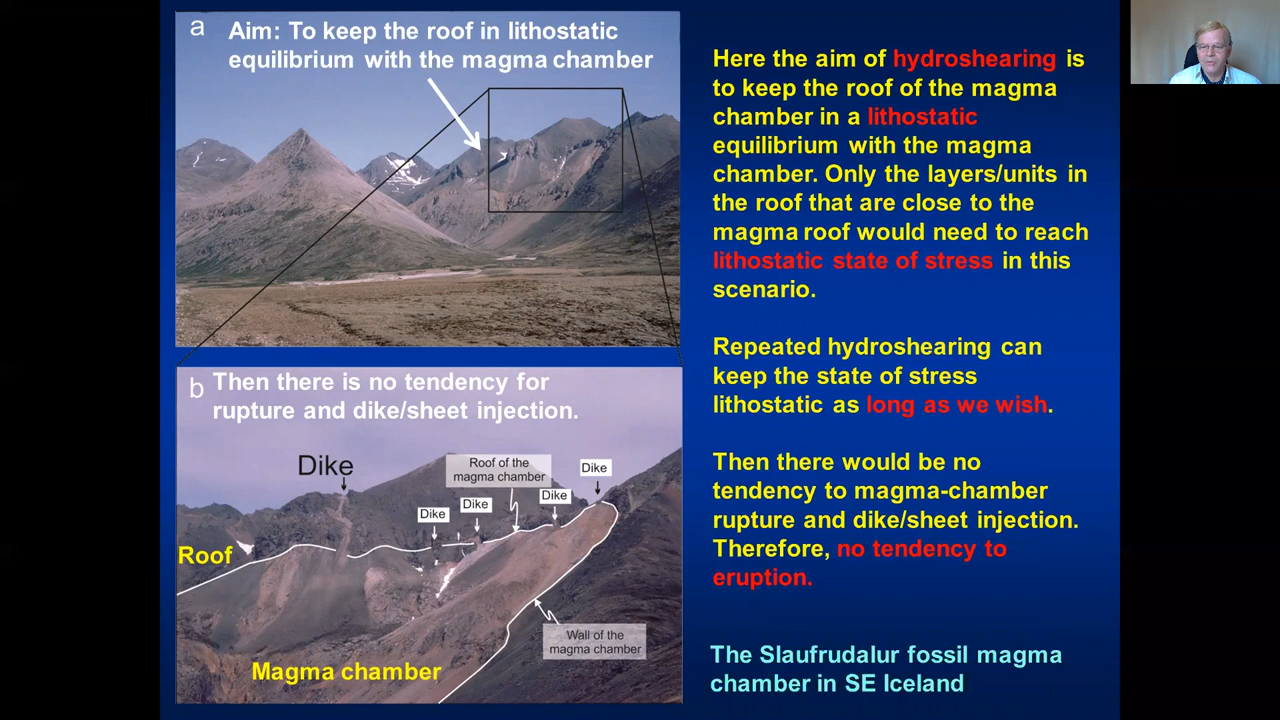 a
Aim: To keep the roof in lithostatic
equilibrium with the magma chamber
b
Then there is no tendency for
rupture and dike/sheet injection.
Dike
Roof of the
magma chamber
Dike
Dike
Dike
Dike
Roof
Wall of the
magma chamber
Magma chamber
Here the aim of hydroshearing is
to keep the roof of the magma
chamber in a lithostatic
equilibrium with the magma
chamber. Only the layers/units in
the roof that are close to the
magma roof would need to reach
lithostatic state of stress in this
scenario.
Repeated hydroshearing can
keep the state of stress
lithostatic as long as we wish.
Then there would be no
tendency to magma-chamber
rupture and dike/sheet injection.
Therefore, no tendency to
eruption.
The Slaufrudalur fossil magma
chamber in SE Iceland